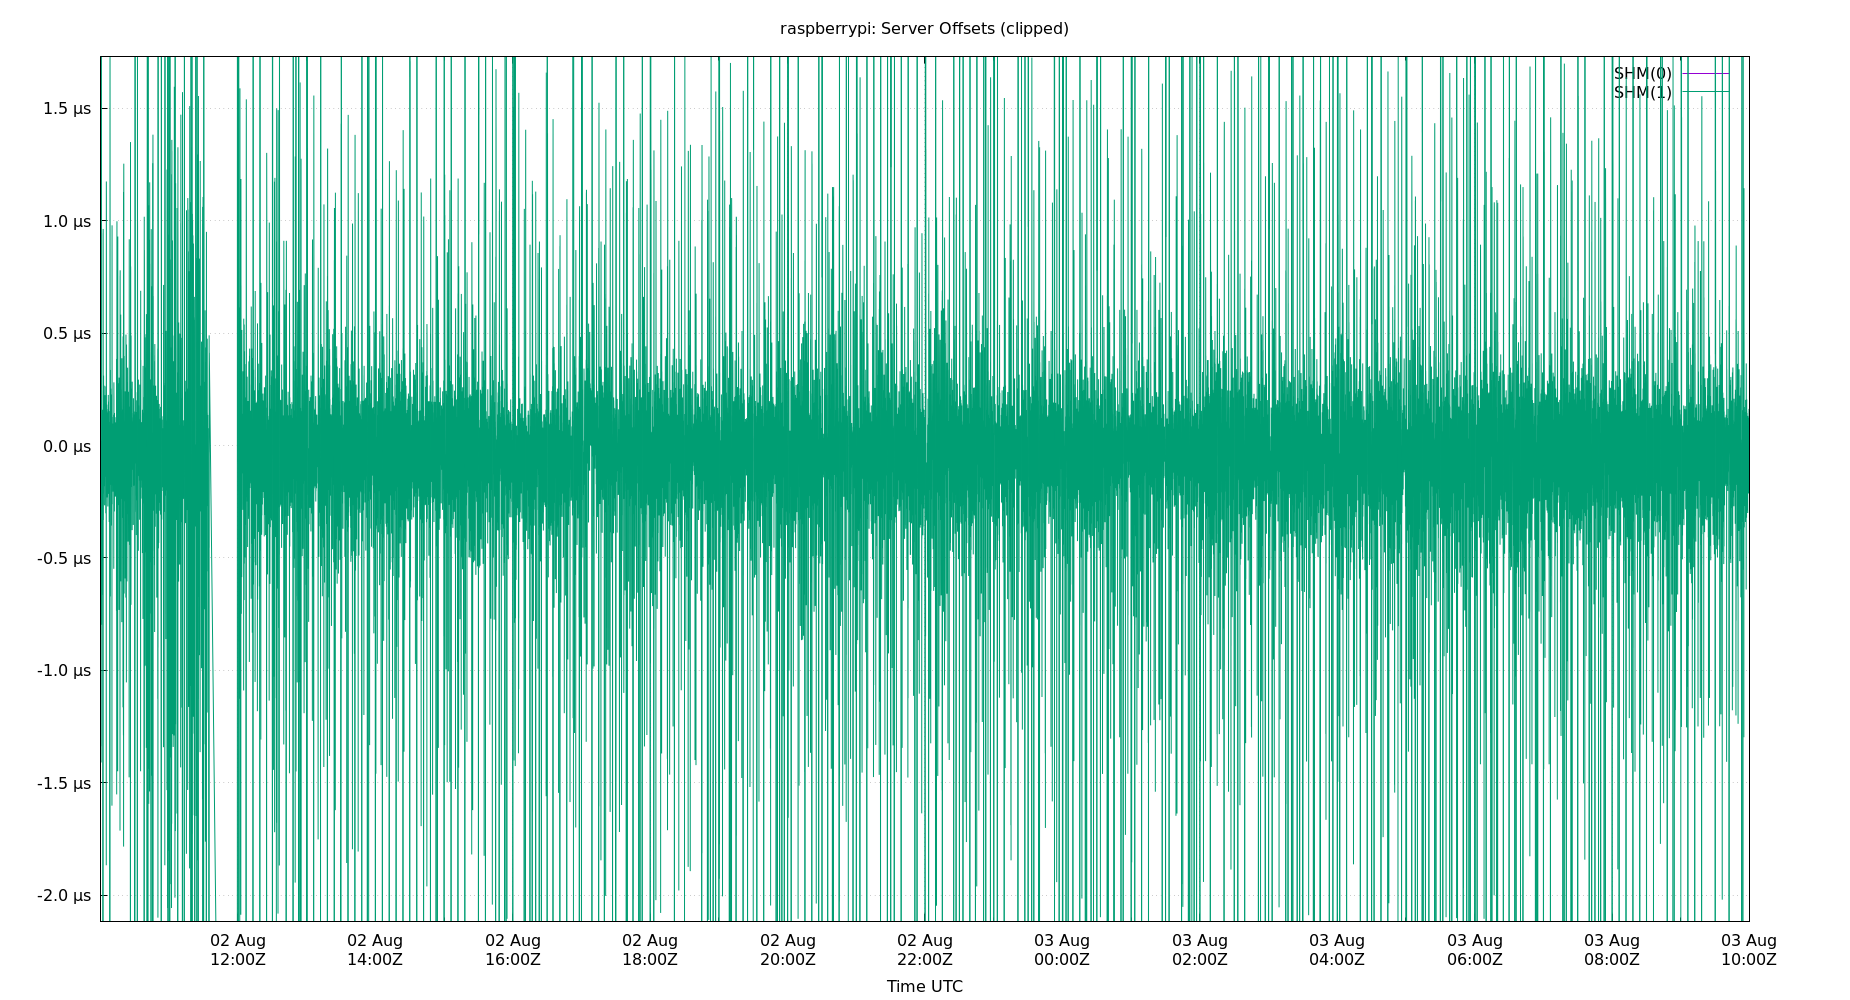 raspberrypi: Server Offsets (clipped)
SHM(0)
SHM(1)
1.5 µs
1.0 µs
0.5 µs
0.0 µs
-0.5 µs
-1.0 µs
-1.5 µs
-2.0 µs
02 Aug 02 Aug 02 Aug 02 Aug 02 Aug 02 Aug 03 Aug 03 Aug 03 Aug 03 Aug 03 Aug 03 Aug
12:00Z 14:00Z 16:00Z 18:00Z 20:00Z 22:00Z 00:00Z 02:00Z 04:00Z 06:00Z 08:00Z 10:00Z
Time UTC